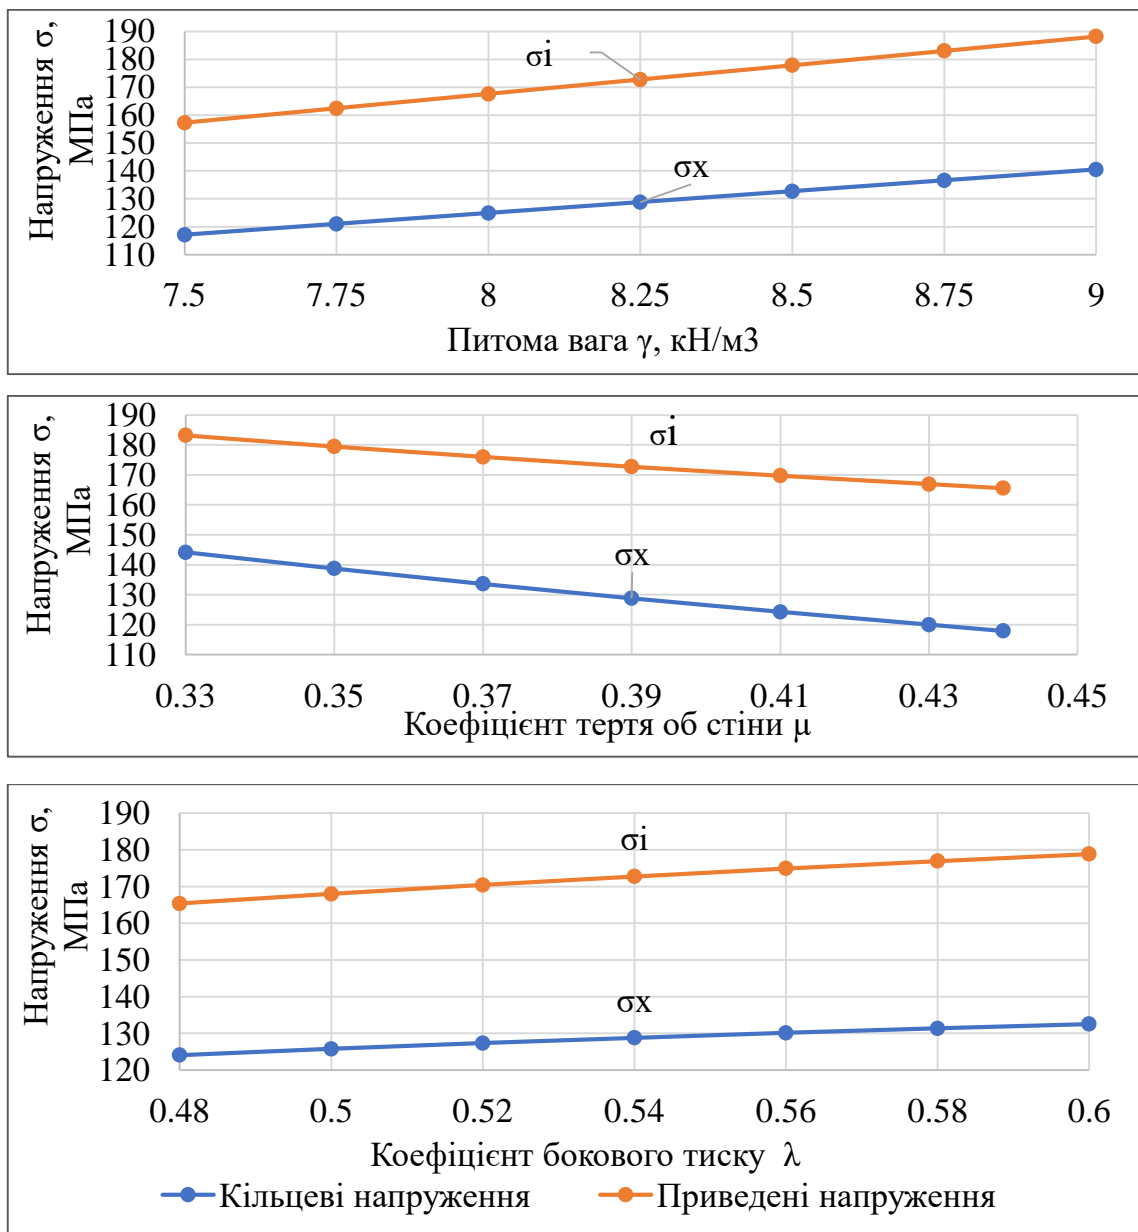 Напруження σ,
МПа
190
180
170
160
150
140
130
120
110
σi
σx
7.5 7.75 8 8.25 8.5 8.75 9
Питома вага γ, кН/м3
Напруження σ,
МПа
190
180
170
160
150
140
130
120
110
σi
σx
0.33 0.35 0.37 0.39 0.41 0.43 0.45
Коефіцієнт тертя об стіни μ
Напруження σ,
МПа
190
180
170
160
150
140
130
120
σi
σx
0.48 0.5 0.52 0.54 0.56 0.58 0.6
Коефіцієнт бокового тиску λ
Кільцеві напруження Приведені напруження